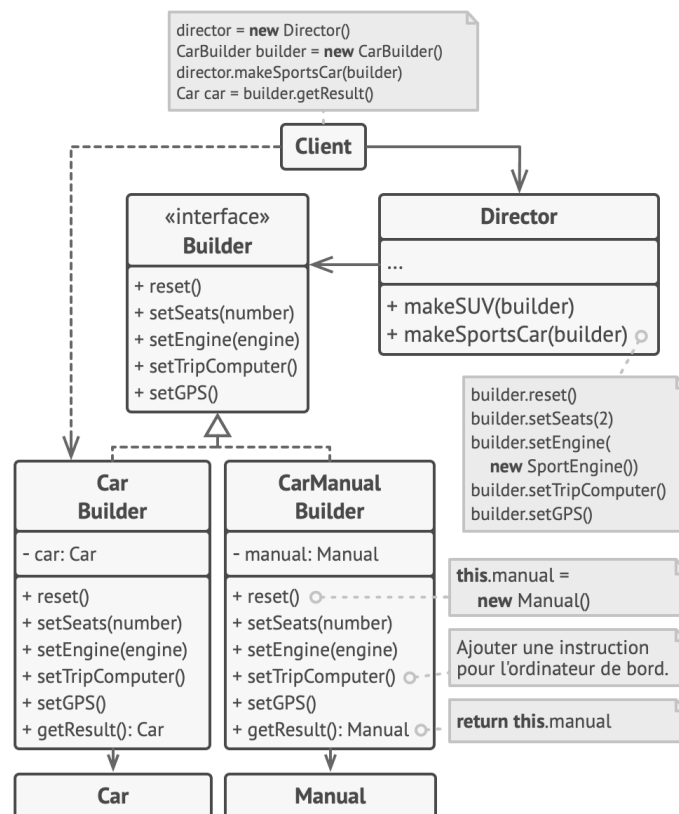 director = new Director()
CarBuilder builder = new CarBuilder()
director.makeSportsCar(builder)
Car car = builder.getResult()
Client
«interface»
Builder
+ reset()
+ setSeats(number)
+ setEngine(engine)
+ setTripComputer()
+ setGPS()
Director
...
+ makeSUV(builder)
+ makeSportsCar(builder)
builder.reset()
builder.setSeats(2)
builder.setEngine(
new SportEngine())
builder.setTripComputer()
builder.setGPS()
Car
Builder
- car: Car
+ reset()
+ setSeats(number)
+ setEngine(engine)
+ setTripComputer()
+ setGPS()
+ getResult(): Car
CarManual
Builder
- manual: Manual
+ reset()
+ setSeats(number)
+ setEngine(engine)
+ setTripComputer()
+ setGPS()
+ getResult(): Manual
this.manual =
new Manual()
Ajouter une instruction
pour l'ordinateur de bord.
return this.manual
Car
Manual